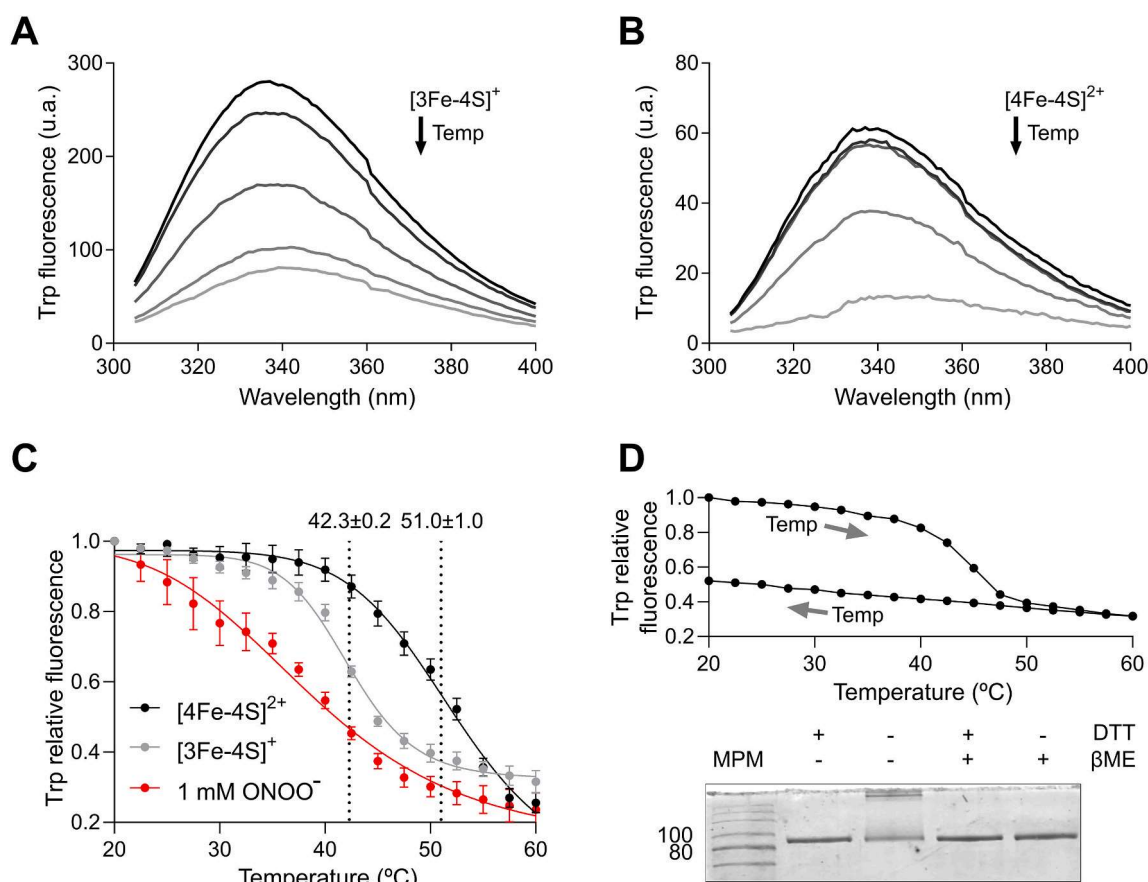 A
300
200
100
0
Trp fluorescence (u.a.)
[3Fe-4S]⁺
Temp
300 320 340 360 380 400
Wavelength (nm)
B
80
60
40
20
0
Trp fluorescence (u.a.)
[4Fe-4S]²⁺
Temp
300 320 340 360 380 400
Wavelength (nm)
C
42.3±0.2 51.0±1.0
1.0
0.8
0.6
0.4
0.2
Trp relative fluorescence
[4Fe-4S]²⁺
[3Fe-4S]⁺
1 mM ONOO⁻
20 30 40 50 60
Temperature (ºC)
D
1.0
0.8
0.6
0.4
0.2
Trp relative
fluorescence
Temp
Temp
20 30 40 50 60
Temperature (ºC)
+ - + - DTT
MPM - - + + βME
100
80